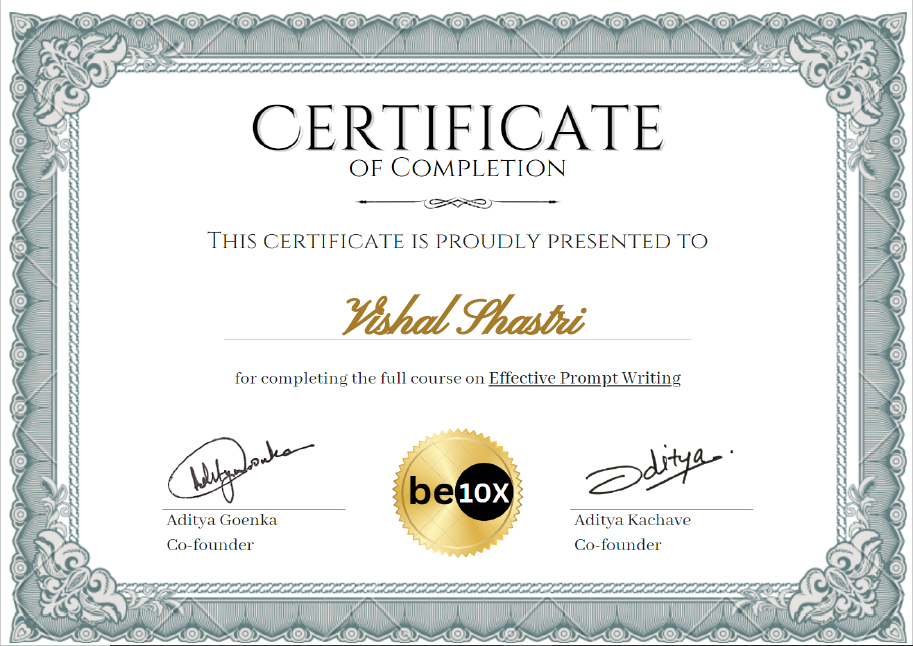 CERTIFICATE
OF COMPLETION
THIS CERTIFICATE IS PROUDLY PRESENTED TO
Vishal Shastri
for completing the full course on Effective Prompt Writing
Adityagoenka
Aditya
be10X
Aditya Goenka
Co-founder
Aditya Kachave
Co-founder